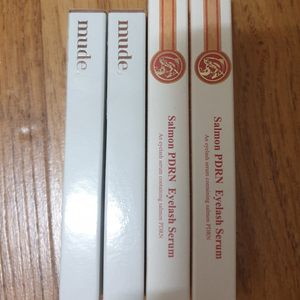 mude
mude
Salmon PDRN Eyelash Serum
An eyelash serum containing salmon PDRN
Salmon PDRN Eyelash Serum
An eyelash serum containing salmon PDRN